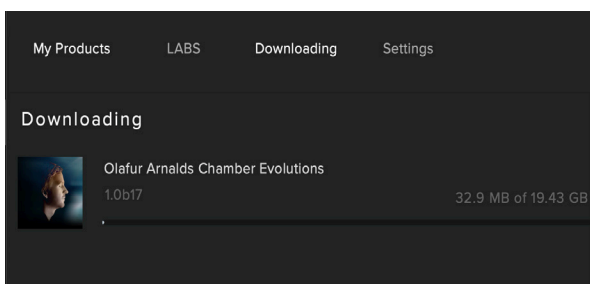 My Products LABS Downloading Settings
Downloading
Olafur Arnalds Chamber Evolutions
1.0b17
32.9 MB of 19.43 GB